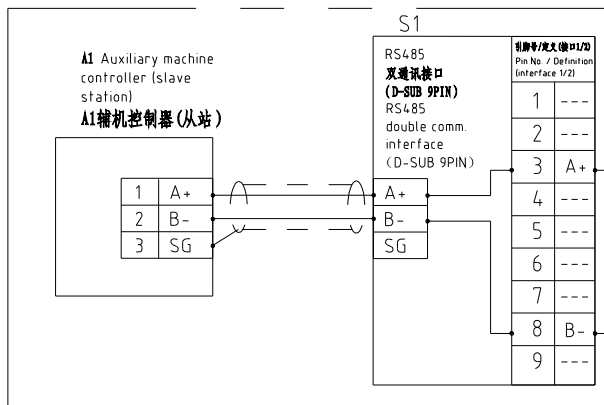 S1
A1 Auxiliary machine
controller (slave
station)
A1辅机控制器(从站)
1 A+
2 B-
3 SG
RS485
双通讯接口
(D-SUB 9PIN)
RS485
double comm.
interface
(D-SUB 9PIN)
A+
B-
SG
引脚号/定义(接口1/2)
Pin No. / Definition
(interface 1/2)
1 ---
2 ---
3 A+
4 ---
5 ---
6 ---
7 ---
8 B-
9 ---